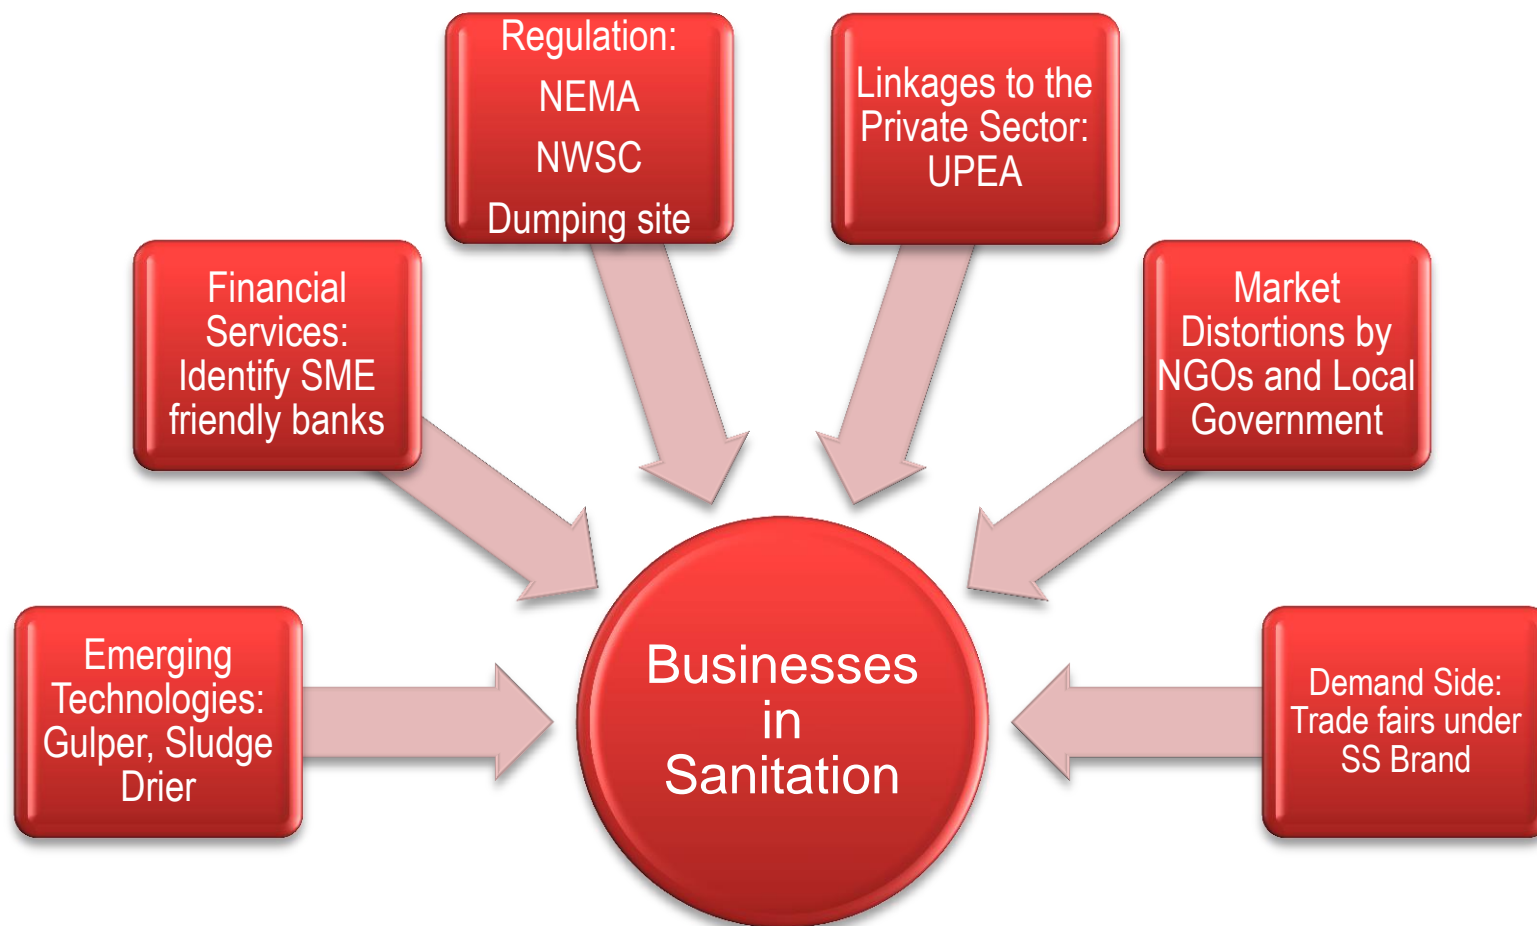 Regulation:
NEMA
NWSC
Dumping site
Linkages to the
Private Sector:
UPEA
Financial
Services:
Identify SME
friendly banks
Market
Distortions by
NGOs and Local
Government
Emerging
Technologies:
Gulper, Sludge
Drier
Businesses
in
Sanitation
Demand Side:
Trade fairs under
SS Brand